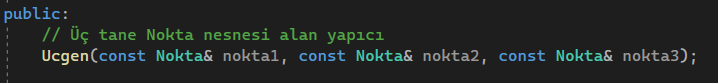 public:
// Üç tane Nokta nesnesi alan yapıcı
Ucgen(const Nokta& nokta1, const Nokta& nokta2, const Nokta& nokta3);